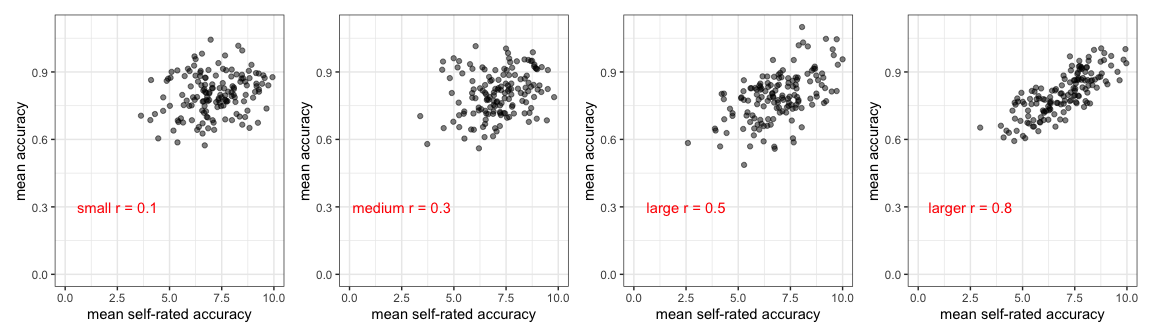 mean accuracy
0.9
0.6
0.3
0.0
small r = 0.1
0.0 2.5 5.0 7.5 10.0
mean self-rated accuracy
mean accuracy
0.9
0.6
0.3
0.0
medium r = 0.3
0.0 2.5 5.0 7.5 10.0
mean self-rated accuracy
mean accuracy
0.9
0.6
0.3
0.0
large r = 0.5
0.0 2.5 5.0 7.5 10.0
mean self-rated accuracy
mean accuracy
0.9
0.6
0.3
0.0
larger r = 0.8
0.0 2.5 5.0 7.5 10.0
mean self-rated accuracy